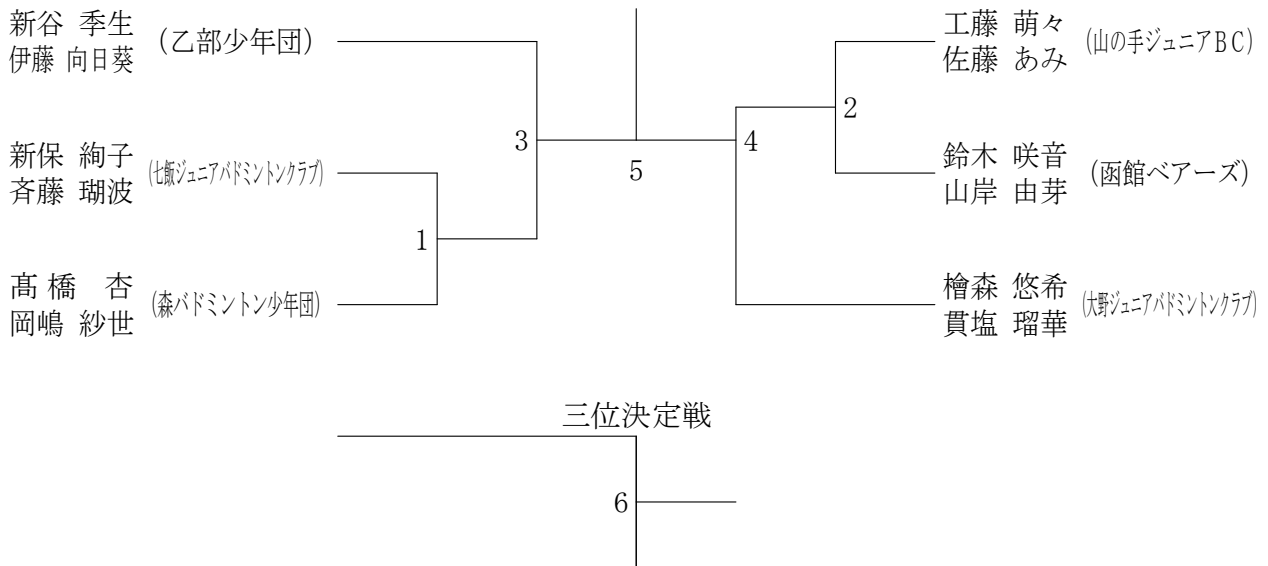 新谷 季生
伊藤 向日葵
(乙部少年団)
新保 絢子
斉藤 瑚波
(七飯ジュニアバドミントンクラブ)
髙橋 杏
岡嶋 紗世
(森バドミントン少年団)
3
1
5
4
2
工藤 萌々
佐藤 あみ
(山の手ジュニアBC)
鈴木 咲音
山岸 由芽
(函館ベアーズ)
檜森 悠希
貫塩 瑠華
(大野ジュニアバドミントンクラブ)
三位決定戦
6